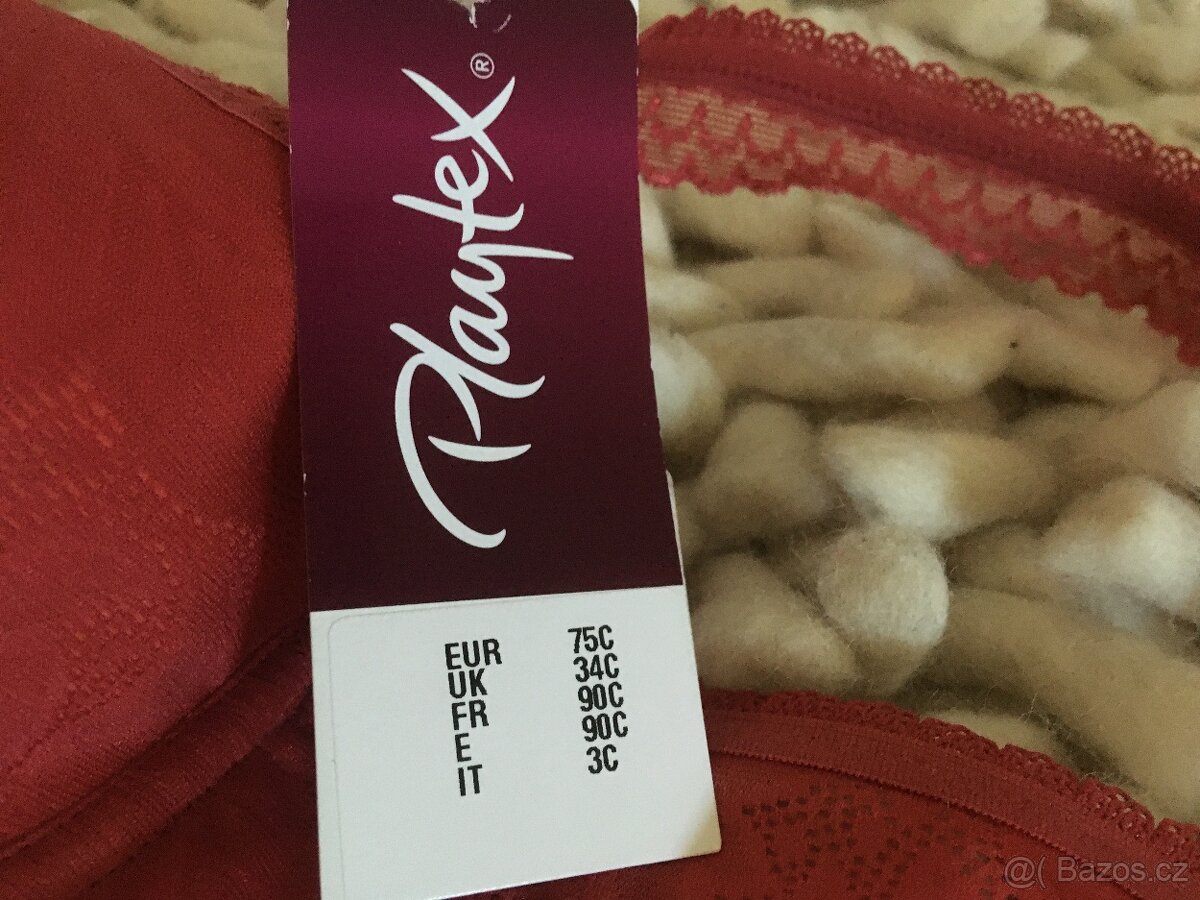 Playtex®
EUR 75C
UK 34C
FR 90C
E 90C
IT 3C
@( Bazos.cz